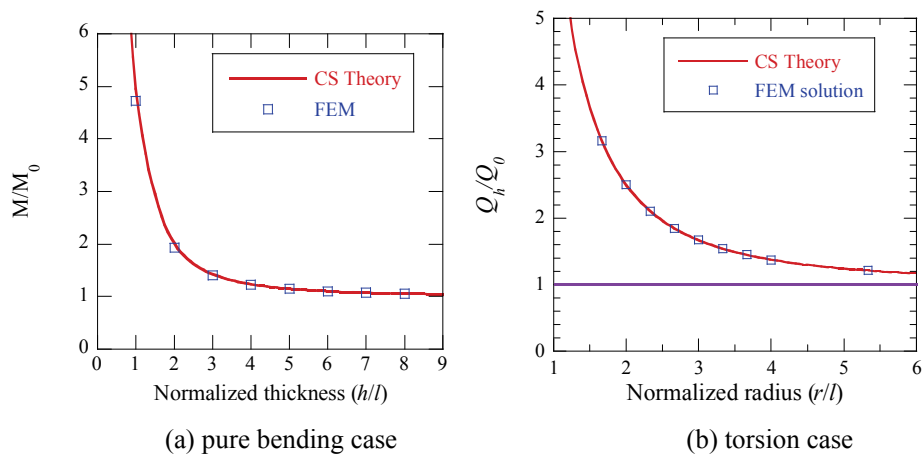 6
5
4
3
2
1
0
0 1 2 3 4 5 6 7 8 9
M/M0
Normalized thickness (h/l)
CS Theory
FEM
(a) pure bending case
5
4
3
2
1
0
1 2 3 4 5 6
Qh/Q0
Normalized radius (r/l)
CS Theory
FEM solution
(b) torsion case